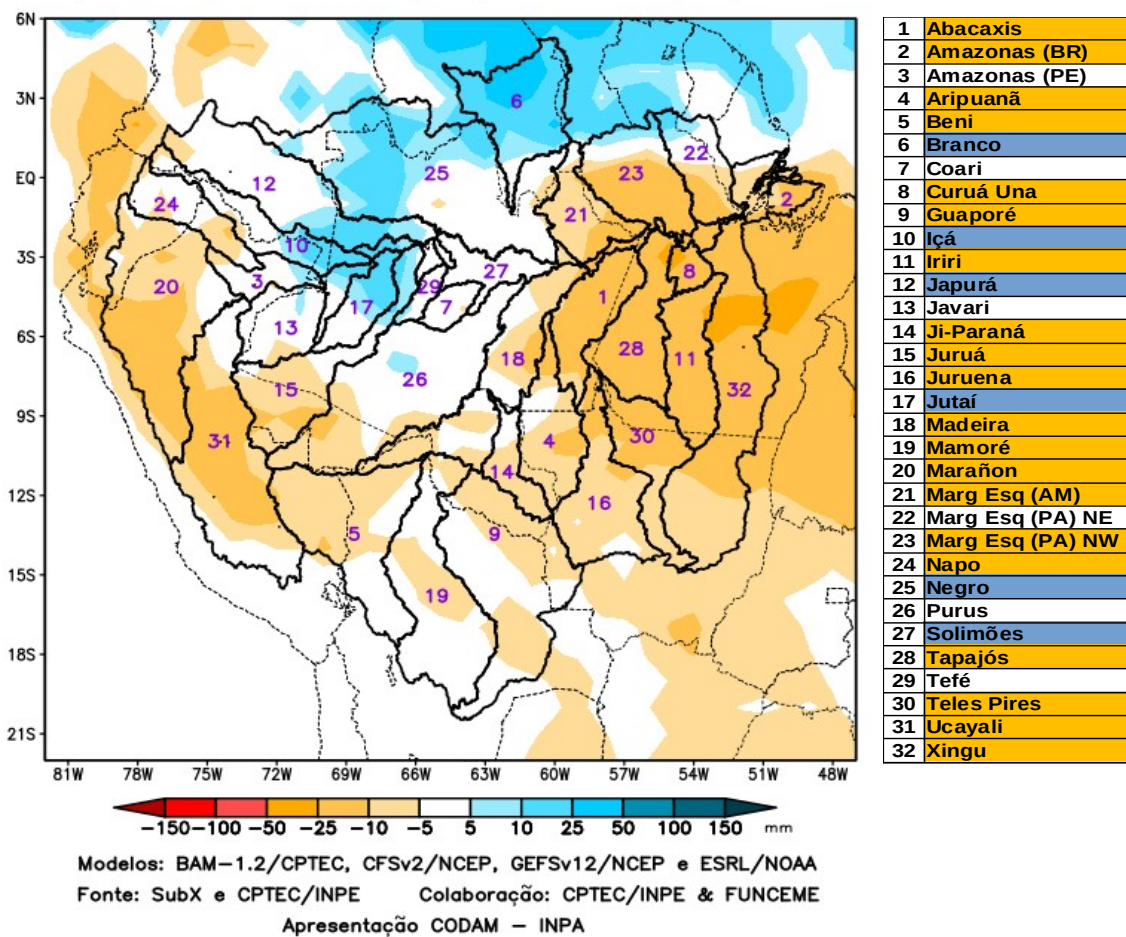 6N
3N
EQ
3S
6S
9S
12S
15S
18S
21S
81W 78W 75W 72W 69W 66W 63W 60W 57W 54W 51W 48W
6
22
25
23
12
24
2
21
10
27
8
3
20
29
17
7
1
13
18
28
11
15
26
32
31
4
30
14
16
5
9
19
-150 -100 -50 -25 -10 -5 5 10 25 50 100 150 mm
Modelos: BAM-1.2/CPTEC, CFSv2/NCEP, GEFSv12/NCEP e ESRL/NOAA
Fonte: SubX e CPTEC/INPE Colaboração: CPTEC/INPE & FUNCEME
Apresentação CODAM - INPA
1 Abacaxis
2 Amazonas (BR)
3 Amazonas (PE)
4 Aripuanã
5 Beni
6 Branco
7 Coari
8 Curuá Una
9 Guaporé
10 Içá
11 Iriri
12 Japurá
13 Javari
14 Ji-Paraná
15 Juruá
16 Juruena
17 Jutaí
18 Madeira
19 Mamoré
20 Marañon
21 Marg Esq (AM)
22 Marg Esq (PA) NE
23 Marg Esq (PA) NW
24 Napo
25 Negro
26 Purus
27 Solimões
28 Tapajós
29 Tefé
30 Teles Pires
31 Ucayali
32 Xingu